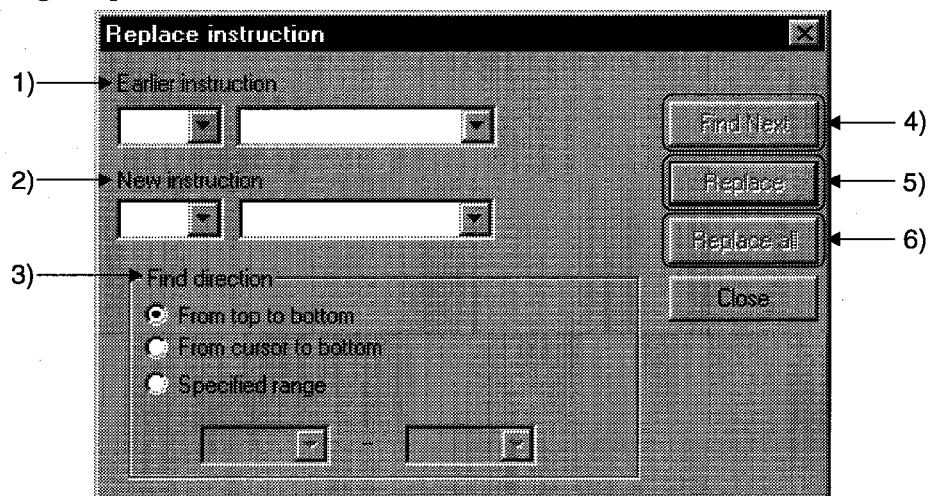 Replace instruction
1) Earlier instruction
Find Next 4)
2) New instruction
Replace 5)
Replace all 6)
3) Find direction
Close
From top to bottom
From cursor to bottom
Specified range
-